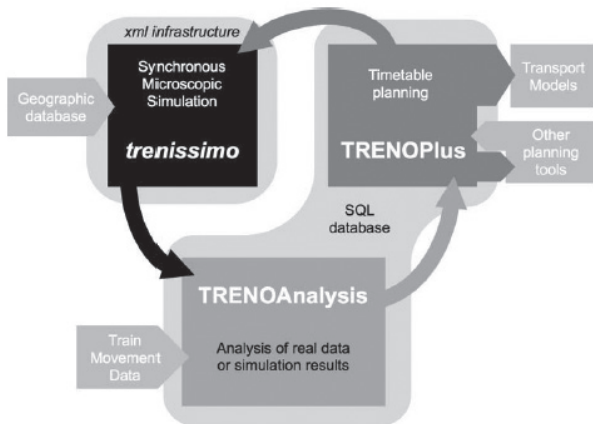 xml infrastructure
Synchronous
Microscopic
Simulation
trenissimo
Geographic
database
Timetable
planning
TRENOPlus
Transport
Models
Other
planning
tools
SQL
database
TRENOAnalysis
Analysis of real data
or simulation results
Train
Movement
Data